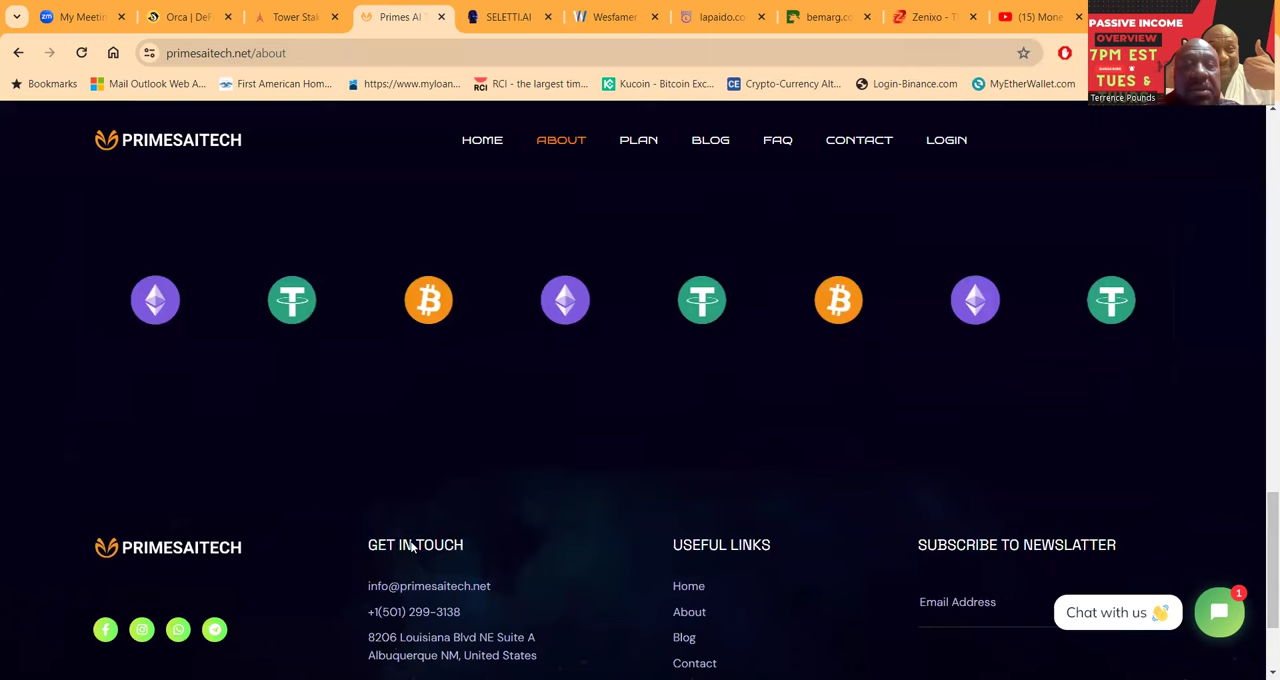 My Meetin
Orca | DeF
Tower Stak
Primes AI T
SELETTI.AI
Wesfamer
lapaido.co
bemarg.co
Zenixo - T
(15) Mone
primesaitech.net/about
Bookmarks
Mail Outlook Web A...
First American Hom...
https://www.myloan...
RCI
RCI - the largest tim...
Kucoin - Bitcoin Exc...
CE
Crypto-Currency Alt...
Login-Binance.com
MyEtherWallet.com
PASSIVE INCOME
OVERVIEW
7PM EST
TUES &
Terrence Pounds
PRIMESAITECH
HOME
ABOUT
PLAN
BLOG
FAQ
CONTACT
LOGIN
PRIMESAITECH
GET IN TOUCH
info@primesaitech.net
+1(501) 299-3138
8206 Louisiana Blvd NE Suite A
Albuquerque NM, United States
USEFUL LINKS
Home
About
Blog
Contact
SUBSCRIBE TO NEWSLATTER
Email Address
Chat with us 👋
1